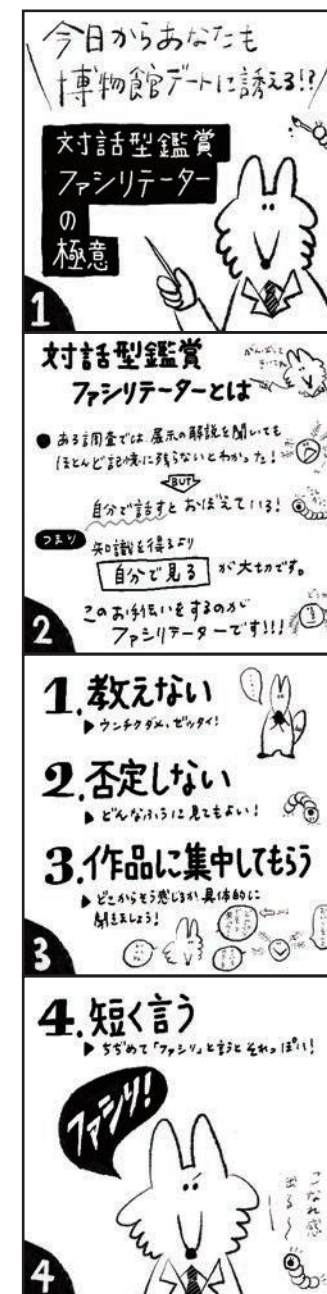 今日からあなたも
博物館デートに誘える!?
対話型鑑賞
ファシリテーター
の
極意
1
対話型鑑賞
ファシリテーターとは
がんばって
きいてね
● ある調査では、展示の解説を聞いても
ほとんど記憶に残らないとわかった!
BUT
自分で話すとおぼえている!
つまり
知識を得るより
自分で見る が大切です。
このお手伝いをするのが
ファシリテーターです!!!
2
1.教えない
▶ ウンチクダメ、ゼッタイ!
2.否定しない
▶ どんなふうに見てもよい!
3.作品に集中してもらう
▶ どこからそう感じるか具体的に
聞きましょう!
3
4.短く言う
▶ ちぢめて「ファシリ」と言うとそれっぽい!
ファシリ!
こなれ感
ある〜
4